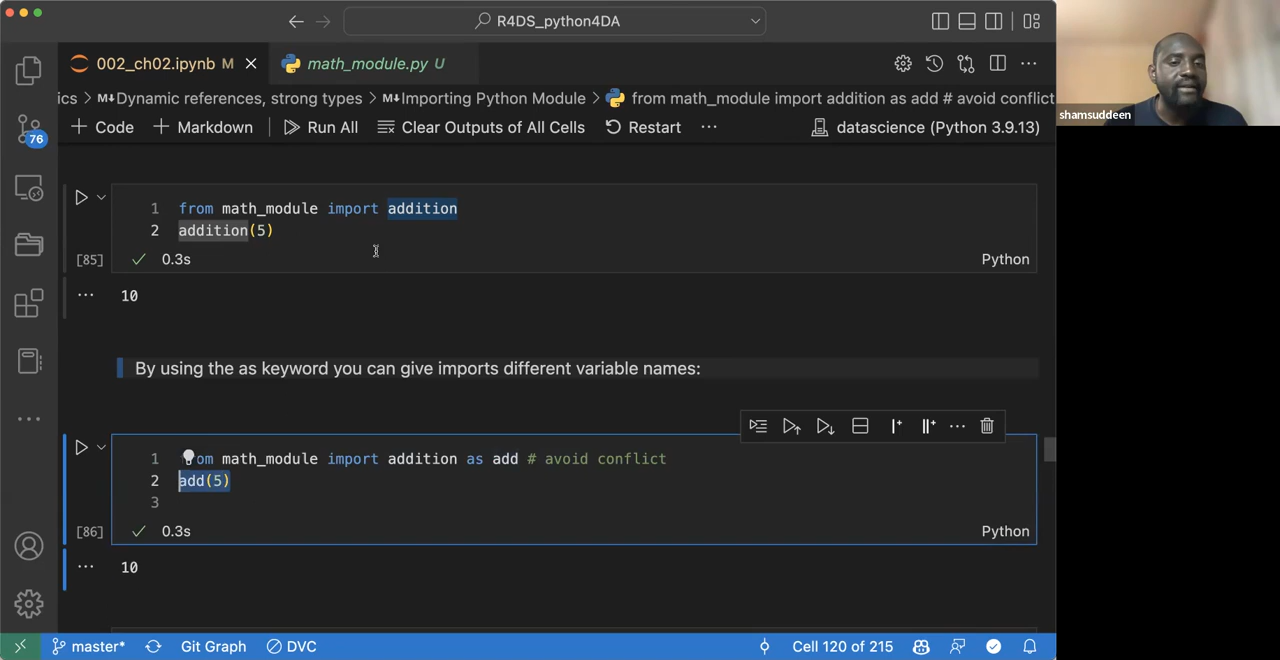 R4DS_python4DA
002_ch02.ipynb M
math_module.py U
ics > M↓Dynamic references, strong types > M↓Importing Python Module > from math_module import addition as add # avoid conflict
+ Code + Markdown Run All Clear Outputs of All Cells Restart ... datascience (Python 3.9.13)
shamsuddeen
76
1 from math_module import addition
2 addition(5)
[85] ✓ 0.3s Python
... 10
By using the as keyword you can give imports different variable names:
1 om math_module import addition as add # avoid conflict
2 add(5)
3
[86] ✓ 0.3s Python
... 10
master* Git Graph DVC Cell 120 of 215